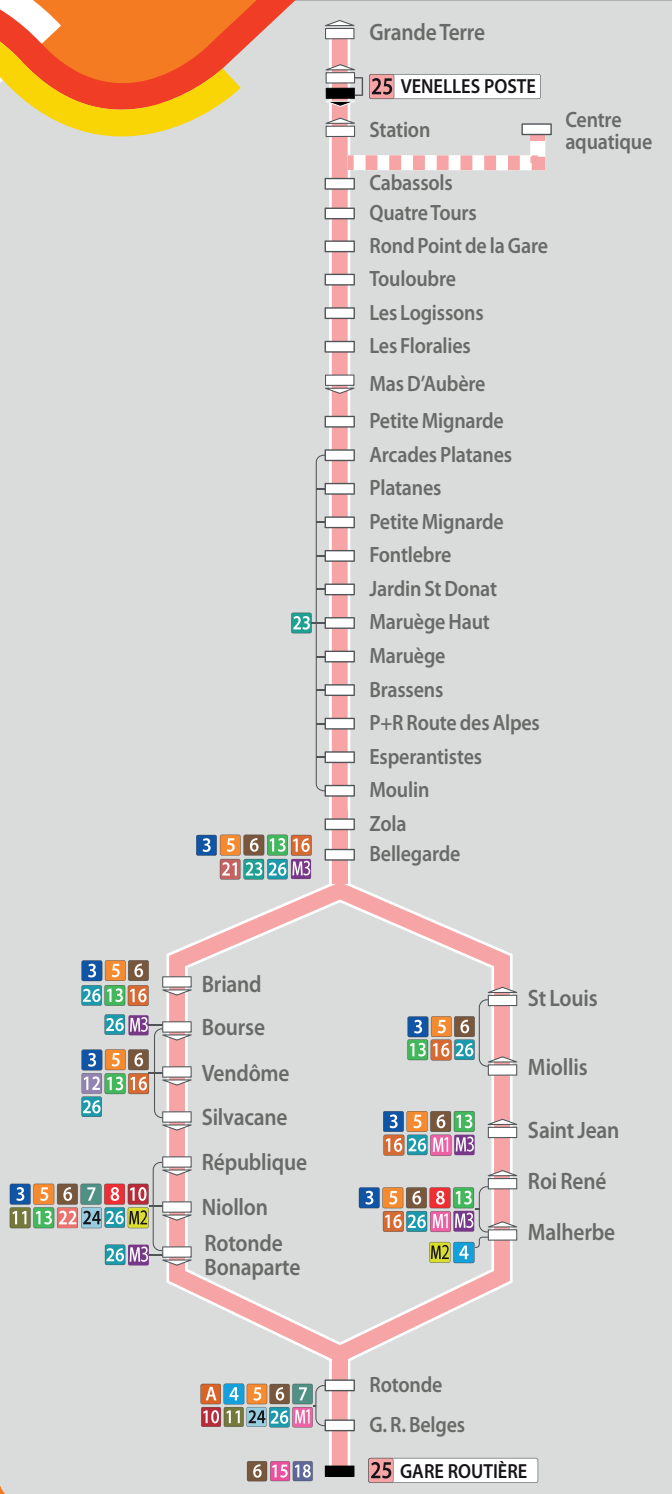 Grande Terre
25 VENELLES POSTE
Station
Centre
aquatique
Cabassols
Quatre Tours
Rond Point de la Gare
Touloubre
Les Logissons
Les Floralies
Mas D'Aubère
Petite Mignarde
Arcades Platanes
Platanes
Petite Mignarde
Fontlebre
Jardin St Donat
23 Maruège Haut
Maruège
Brassens
P+R Route des Alpes
Esperantistes
Moulin
Zola
3 5 6 13 16
21 23 26 M3
Bellegarde
3 5 6
26 13 16
Briand
26 M3
Bourse
3 5 6
12 13 16
26
Vendôme
Silvacane
République
3 5 6 7 8 10
11 13 22 24 26 M2
Niollon
26 M3
Rotonde
Bonaparte
St Louis
3 5 6
13 16 26
Miollis
3 5 6 13
16 26 M1 M3
Saint Jean
Roi René
3 5 6 8 13
16 26 M1 M3
Malherbe
M2 4
Rotonde
A 4 5 6 7
10 11 24 26 M1
G. R. Belges
6 15 18
25 GARE ROUTIÈRE